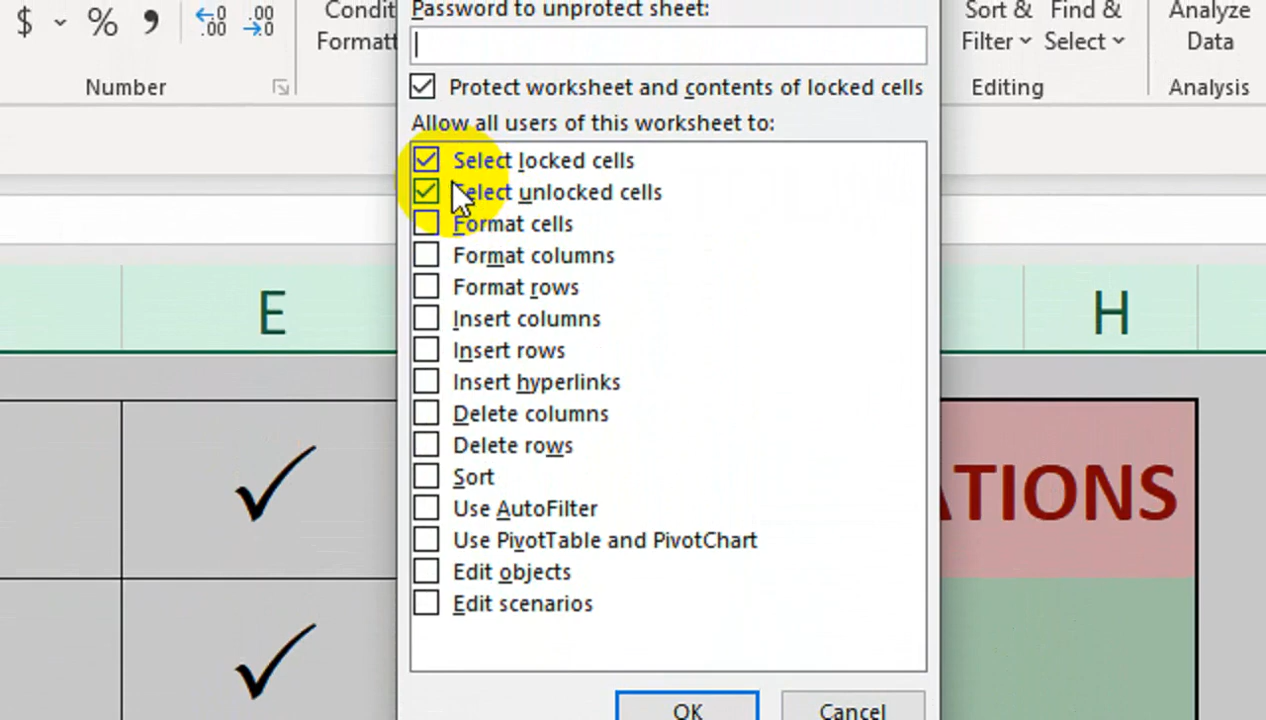 Password to unprotect sheet:
$ % , .00 .00
Condit
Formatt
Sort & Find &
Filter Select
Analyze
Data
Number
Editing
Analysis
Protect worksheet and contents of locked cells
Allow all users of this worksheet to:
Select locked cells
Select unlocked cells
Format cells
Format columns
Format rows
Insert columns
Insert rows
Insert hyperlinks
Delete columns
Delete rows
Sort
Use AutoFilter
Use PivotTable and PivotChart
Edit objects
Edit scenarios
E
H
ATIONS
OK
Cancel